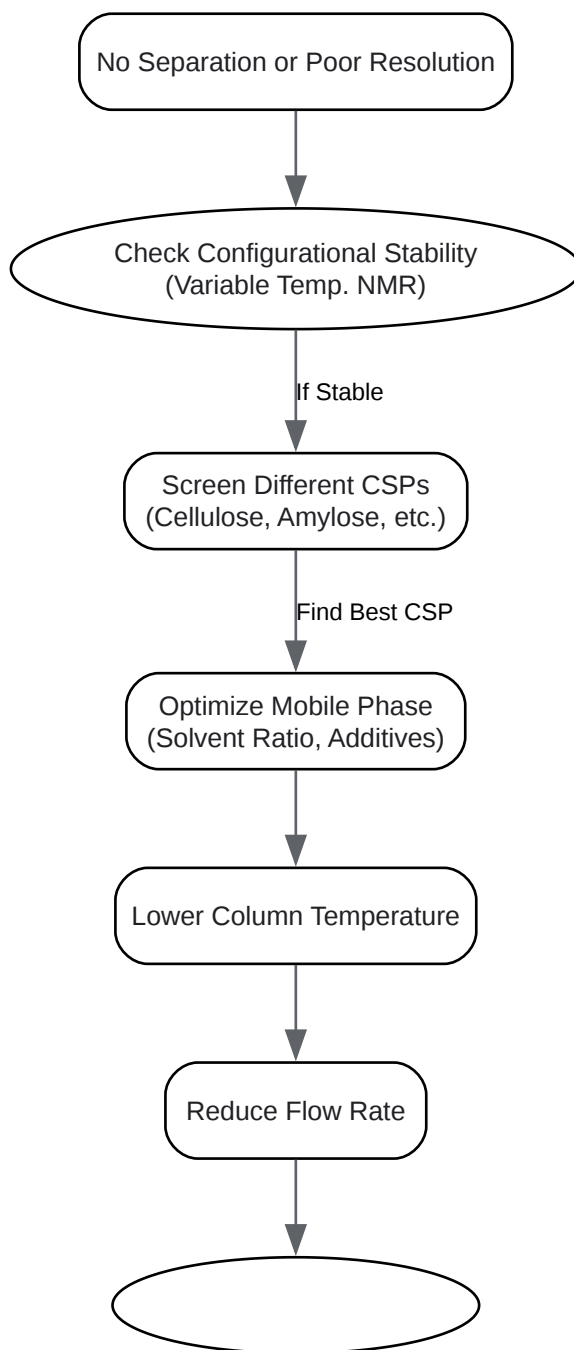 No Separation or Poor Resolution
Check Configurational Stability
(Variable Temp. NMR)
If Stable
Screen Different CSPs
(Cellulose, Amylose, etc.)
Find Best CSP
Optimize Mobile Phase
(Solvent Ratio, Additives)
Lower Column Temperature
Reduce Flow Rate